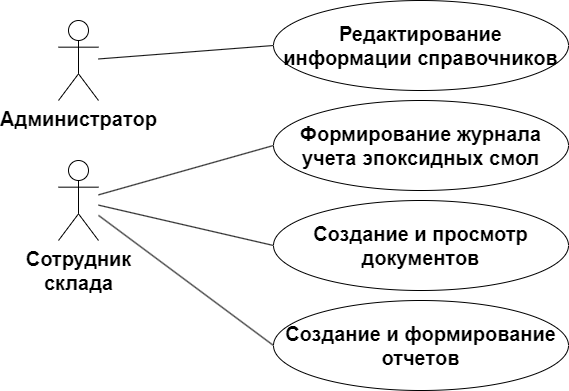 Редактирование
информации справочников
Администратор
Формирование журнала
учета эпоксидных смол
Сотрудник
склада
Создание и просмотр
документов
Создание и формирование
отчетов